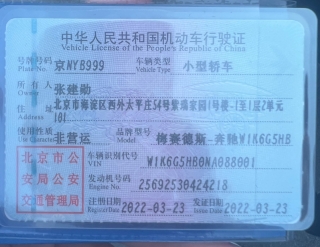 中华人民共和国机动车行驶证
Vehicle License of the People's Republic of China
号牌号码 京NYB999 车辆类型 小型轿车
Plate No. Vehicle Type
所有人 张建勋
Owner
住址 北京市海淀区西外太平庄54号紫瑞家园1号楼-1至1层2单元
Address 101
使用性质 非营运 品牌型号 梅赛德斯-奔驰W1K6G5HB
Use Character Model
北京市公 车辆识别代号 W1K6G5HB0NA088001
VIN
安局公安 发动机号码 25692530424218
Engine No.
交通管理局 注册日期 2022-03-23 发证日期 2022-03-23
Register Date Issue Date